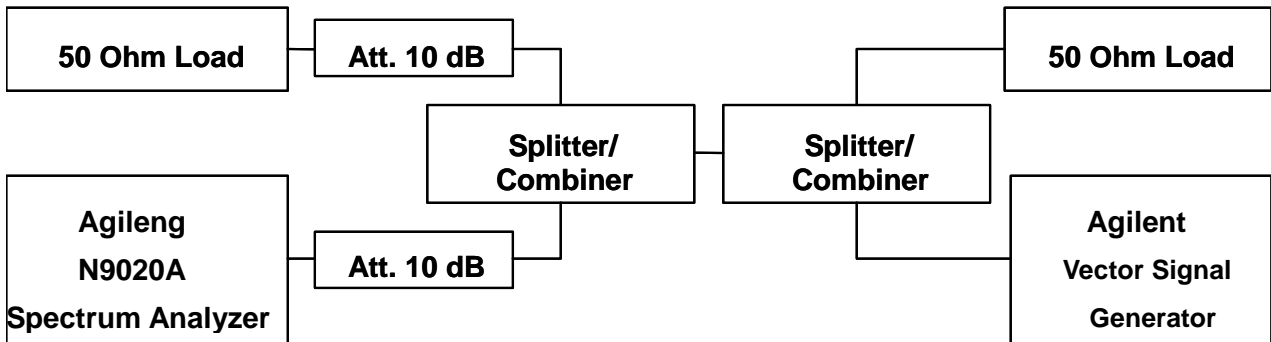 50 Ohm Load
Att. 10 dB
50 Ohm Load
Splitter/
Combiner
Splitter/
Combiner
Agileng
N9020A
Spectrum Analyzer
Att. 10 dB
Agilent
Vector Signal
Generator